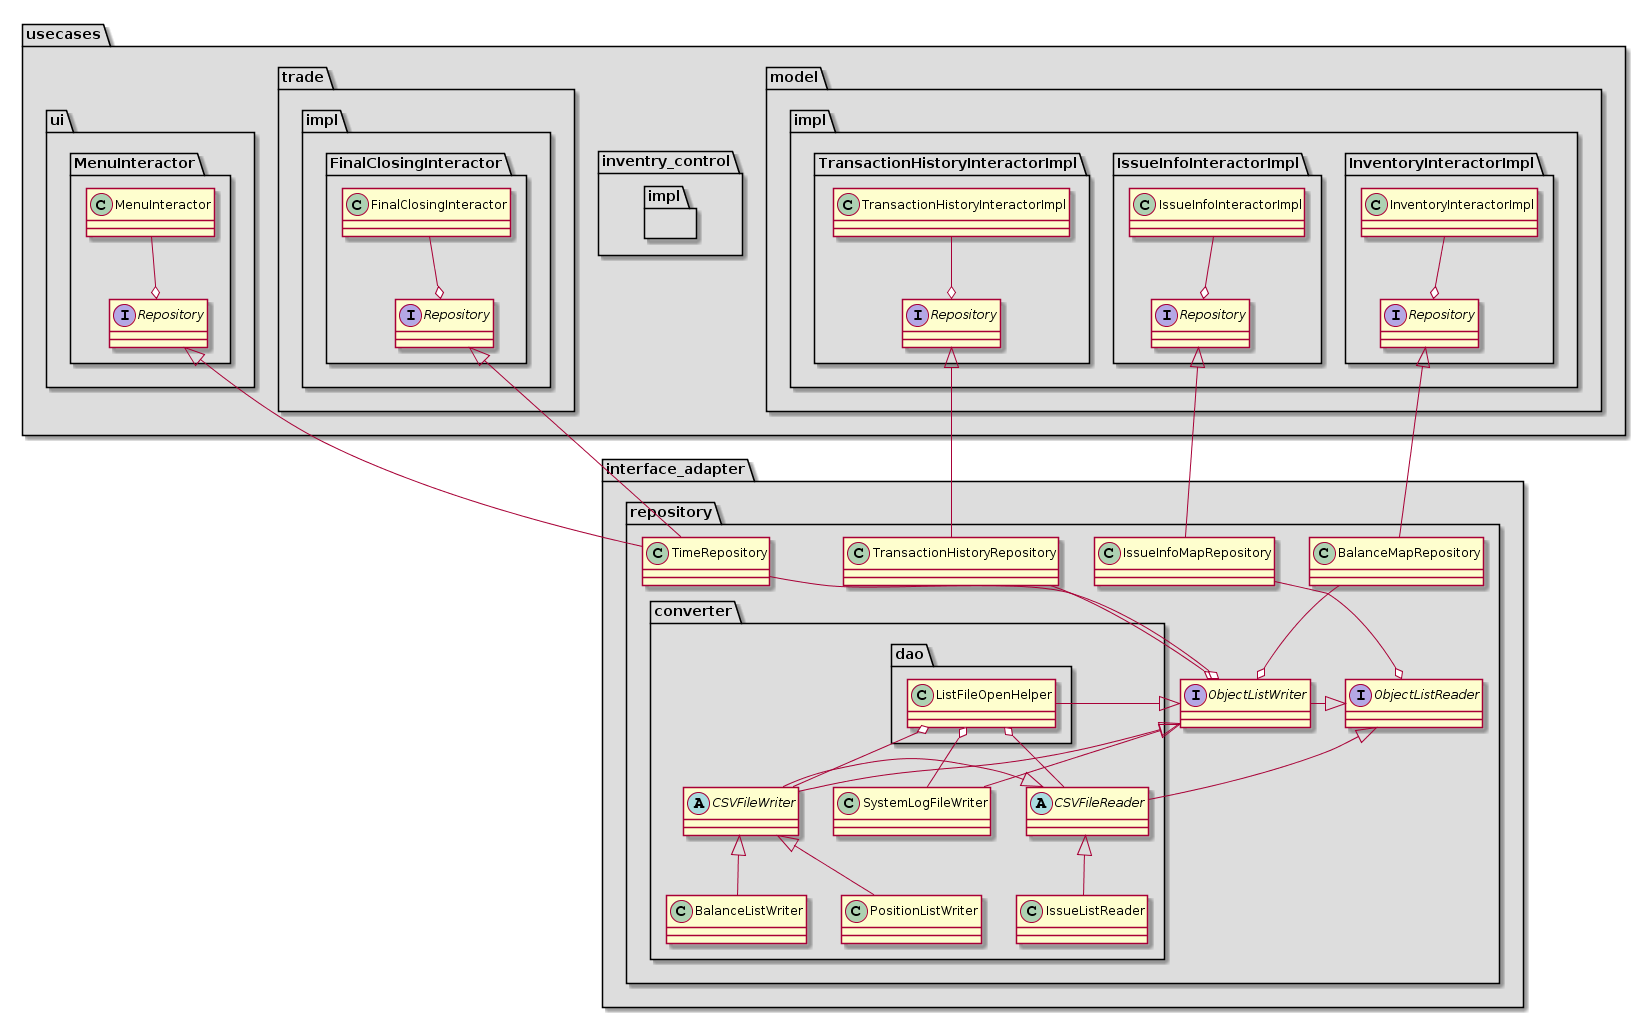 usecases
trade
model
ui
impl
impl
inventry_control
MenuInteractor
FinalClosingInteractor
TransactionHistoryInteractorImpl
IssueInfoInteractorImpl
InventoryInteractorImpl
impl
C MenuInteractor
C FinalClosingInteractor
C TransactionHistoryInteractorImpl
C IssueInfoInteractorImpl
C InventoryInteractorImpl
I Repository
I Repository
I Repository
I Repository
I Repository
interface_adapter
repository
C TimeRepository
C TransactionHistoryRepository
C IssueInfoMapRepository
C BalanceMapRepository
converter
dao
C ListFileOpenHelper
I ObjectListWriter
I ObjectListReader
A CSVFileWriter
C SystemLogFileWriter
A CSVFileReader
C BalanceListWriter
C PositionListWriter
C IssueListReader